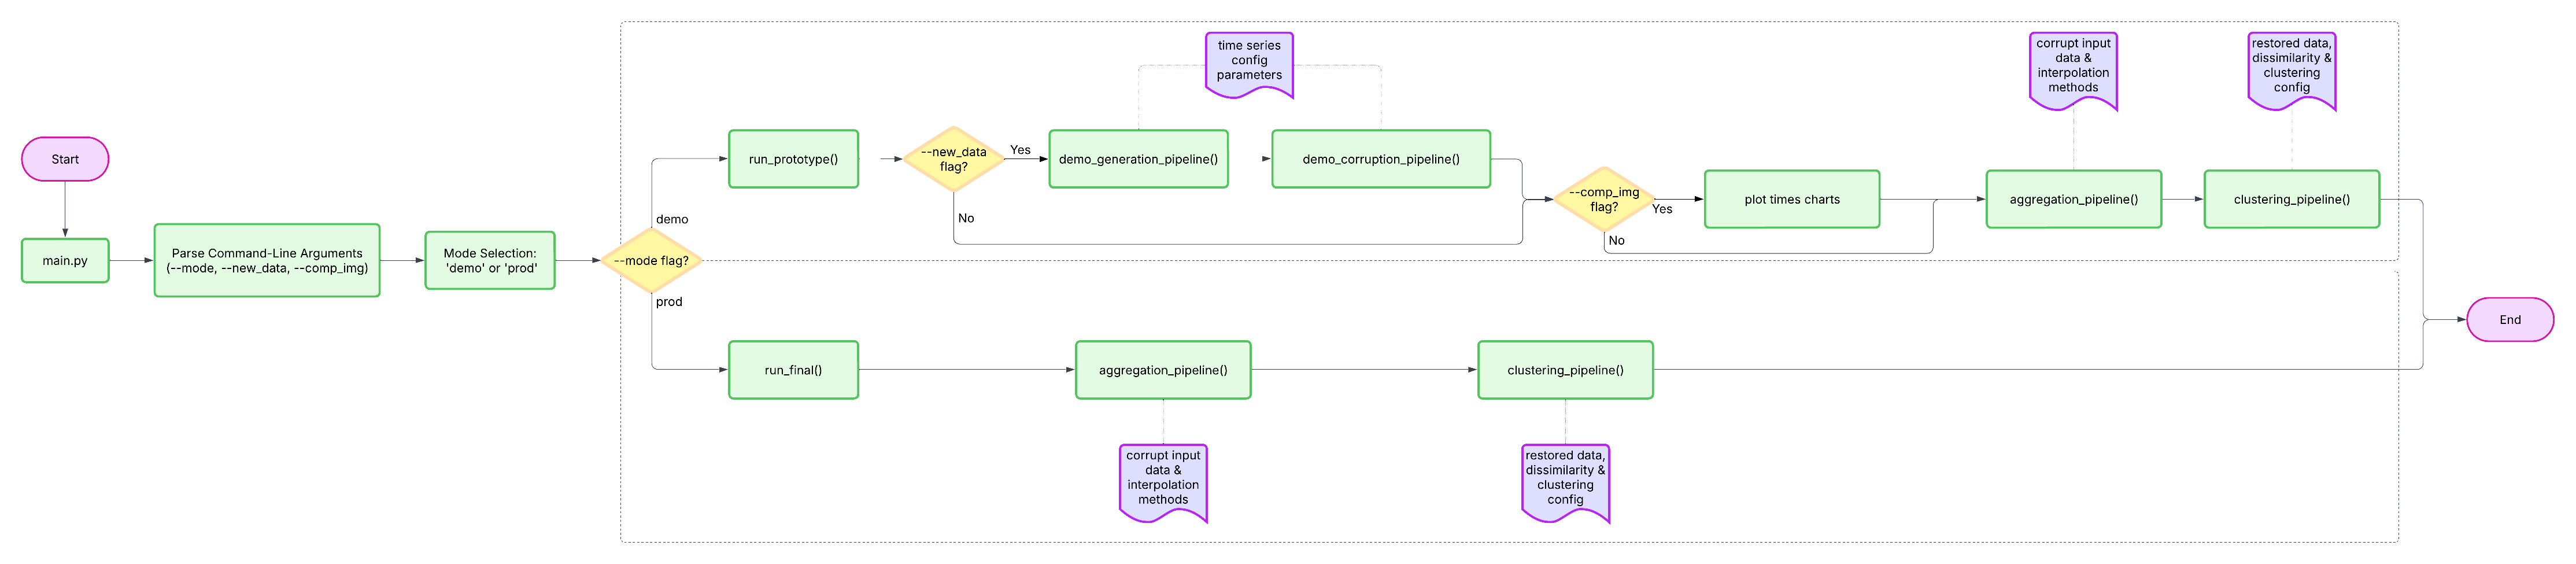 Start
main.py
Parse Command-Line Arguments
(--mode, --new_data, --comp_img)
Mode Selection:
'demo' or 'prod'
--mode flag?
demo
prod
run_prototype()
--new_data
flag?
Yes
No
demo_generation_pipeline()
time series
config
parameters
demo_corruption_pipeline()
--comp_img
flag?
Yes
No
plot times charts
corrupt input
data &
interpolation
methods
aggregation_pipeline()
restored data,
dissimilarity &
clustering
config
clustering_pipeline()
run_final()
aggregation_pipeline()
corrupt input
data &
interpolation
methods
clustering_pipeline()
restored data,
dissimilarity &
clustering
config
End